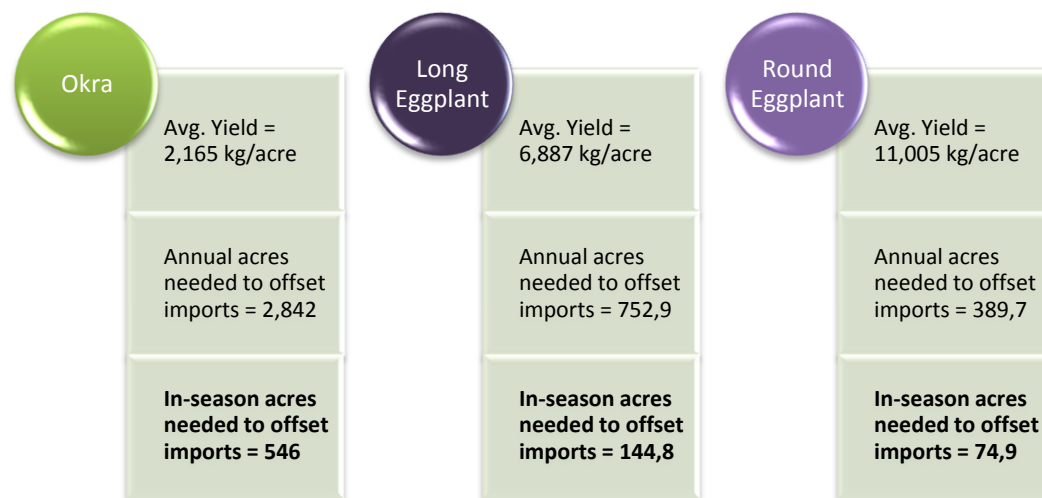 Okra
Avg. Yield =
2,165 kg/acre
Annual acres
needed to offset
imports = 2,842
In-season acres
needed to offset
imports = 546
Long
Eggplant
Avg. Yield =
6,887 kg/acre
Annual acres
needed to offset
imports = 752,9
In-season acres
needed to offset
imports = 144,8
Round
Eggplant
Avg. Yield =
11,005 kg/acre
Annual acres
needed to offset
imports = 389,7
In-season acres
needed to offset
imports = 74,9